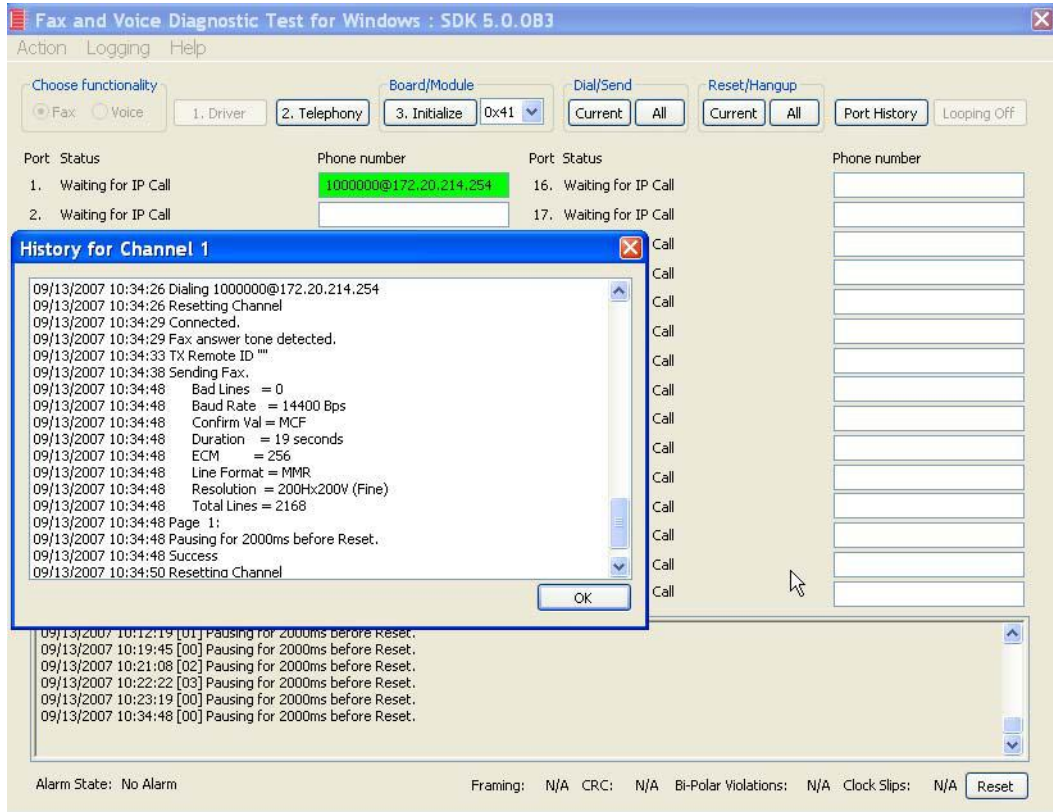 Fax and Voice Diagnostic Test for Windows : SDK 5.0.0B3
Action Logging Help
Choose functionality Board/Module Dial/Send Reset/Hangup
Fax Voice 1. Driver 2. Telephony 3. Initialize 0x41 Current All Current All Port History Looping Off
Port Status Phone number Port Status Phone number
1. Waiting for IP Call 1000000@172.20.214.254 16. Waiting for IP Call
2. Waiting for IP Call 17. Waiting for IP Call
History for Channel 1
Call
Call
Call
Call
Call
Call
Call
Call
Call
Call
Call
Call
Call
09/13/2007 10:34:26 Dialing 1000000@172.20.214.254
09/13/2007 10:34:26 Resetting Channel
09/13/2007 10:34:29 Connected.
09/13/2007 10:34:29 Fax answer tone detected.
09/13/2007 10:34:33 TX Remote ID ""
09/13/2007 10:34:38 Sending Fax.
09/13/2007 10:34:48 Bad Lines = 0
09/13/2007 10:34:48 Baud Rate = 14400 Bps
09/13/2007 10:34:48 Confirm Val = MCF
09/13/2007 10:34:48 Duration = 19 seconds
09/13/2007 10:34:48 ECM = 256
09/13/2007 10:34:48 Line Format = MMR
09/13/2007 10:34:48 Resolution = 200Hx200V (Fine)
09/13/2007 10:34:48 Total Lines = 2168
09/13/2007 10:34:48 Page 1:
09/13/2007 10:34:48 Pausing for 2000ms before Reset.
09/13/2007 10:34:48 Success
09/13/2007 10:34:50 Resetting Channel
OK
09/13/2007 10:12:19 [01] Pausing for 2000ms before Reset.
09/13/2007 10:19:45 [00] Pausing for 2000ms before Reset.
09/13/2007 10:21:08 [02] Pausing for 2000ms before Reset.
09/13/2007 10:22:22 [03] Pausing for 2000ms before Reset.
09/13/2007 10:23:19 [00] Pausing for 2000ms before Reset.
09/13/2007 10:34:48 [00] Pausing for 2000ms before Reset.
Alarm State: No Alarm Framing: N/A CRC: N/A Bi-Polar Violations: N/A Clock Slips: N/A Reset